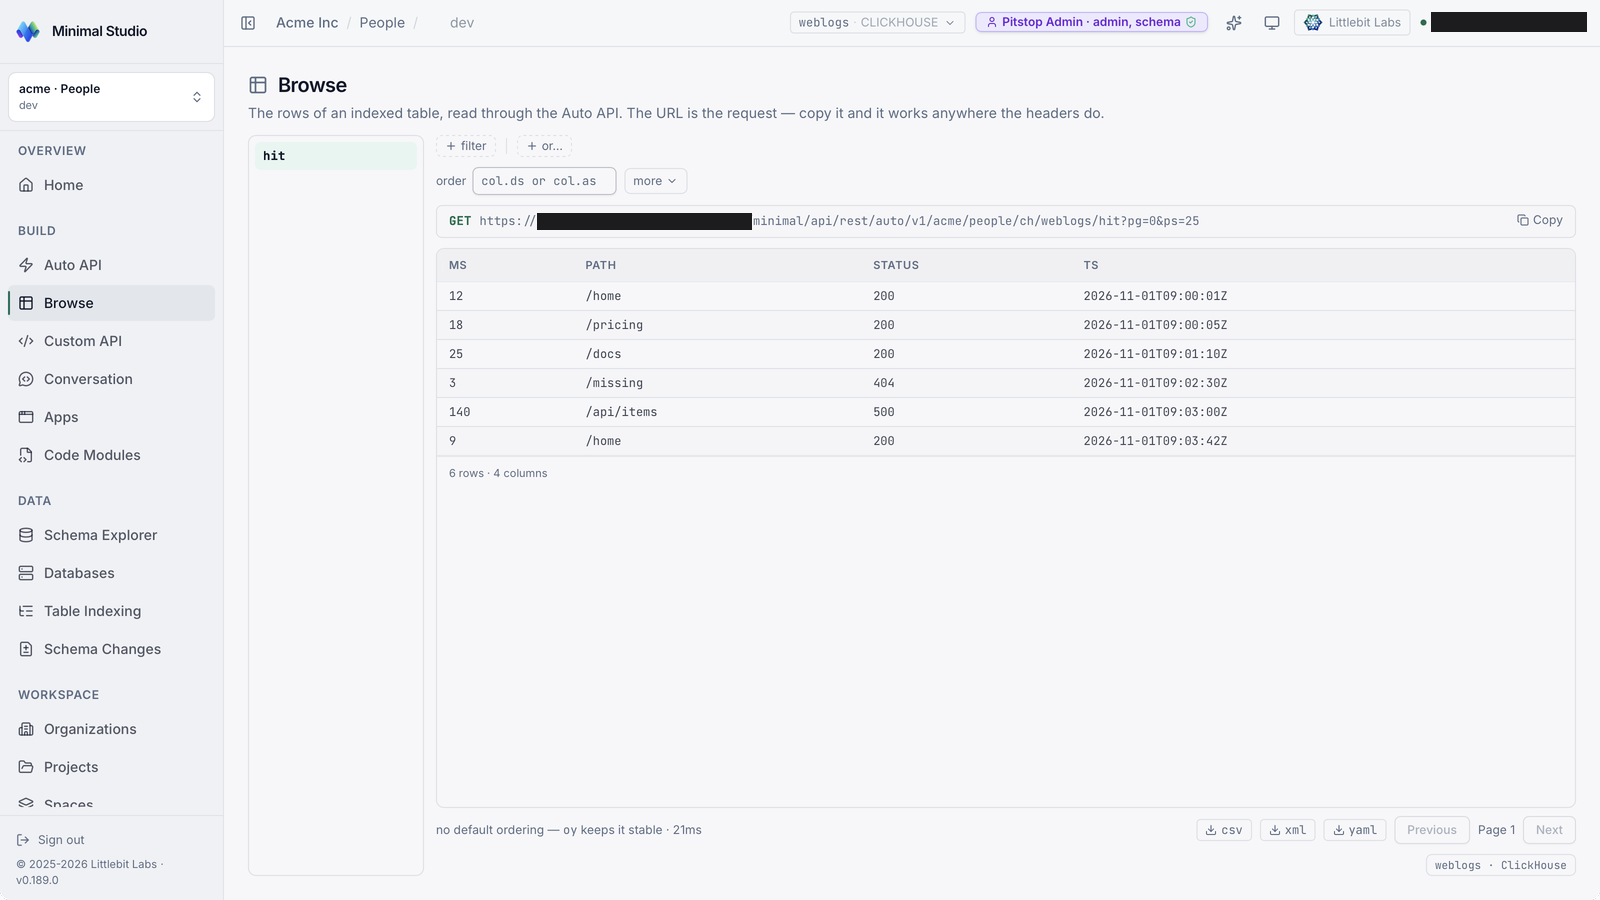 Minimal Studio
acme · People
dev
OVERVIEW
Home
BUILD
Auto API
Browse
Custom API
Conversation
Apps
Code Modules
DATA
Schema Explorer
Databases
Table Indexing
Schema Changes
WORKSPACE
Organizations
Projects
Spaces
Sign out
© 2025-2026 Littlebit Labs ·
v0.189.0
Acme Inc / People / dev
weblogs · CLICKHOUSE
Pitstop Admin · admin, schema
Littlebit Labs
Browse
The rows of an indexed table, read through the Auto API. The URL is the request — copy it and it works anywhere the headers do.
hit
+ filter
+ or...
order col.ds or col.as more
GET https:// minimal/api/rest/auto/v1/acme/people/ch/weblogs/hit?pg=0&ps=25 Copy
MS PATH STATUS TS
12 /home 200 2026-11-01T09:00:01Z
18 /pricing 200 2026-11-01T09:00:05Z
25 /docs 200 2026-11-01T09:01:10Z
3 /missing 404 2026-11-01T09:02:30Z
140 /api/items 500 2026-11-01T09:03:00Z
9 /home 200 2026-11-01T09:03:42Z
6 rows · 4 columns
no default ordering — oy keeps it stable · 21ms
csv xml yaml Previous Page 1 Next
weblogs · ClickHouse